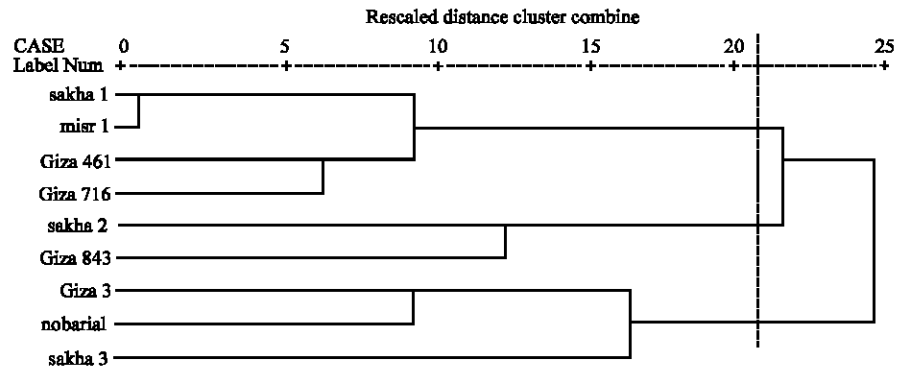 Rescaled distance cluster combine
CASE 0 5 10 15 20 25
Label Num
sakha 1
misr 1
Giza 461
Giza 716
sakha 2
Giza 843
Giza 3
nobarial
sakha 3